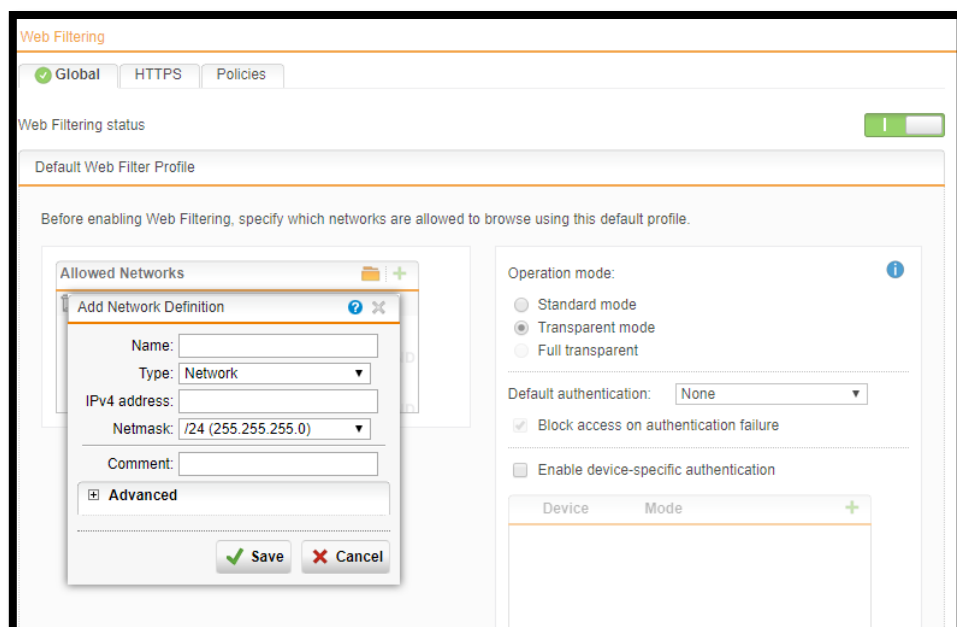 Web Filtering
Global HTTPS Policies
Web Filtering status
Default Web Filter Profile
Before enabling Web Filtering, specify which networks are allowed to browse using this default profile.
Allowed Networks
Add Network Definition
Name:
Type: Network
IPv4 address:
Netmask: /24 (255.255.255.0)
Comment:
Advanced
Save Cancel
Operation mode:
Standard mode
Transparent mode
Full transparent
Default authentication: None
Block access on authentication failure
Enable device-specific authentication
Device Mode